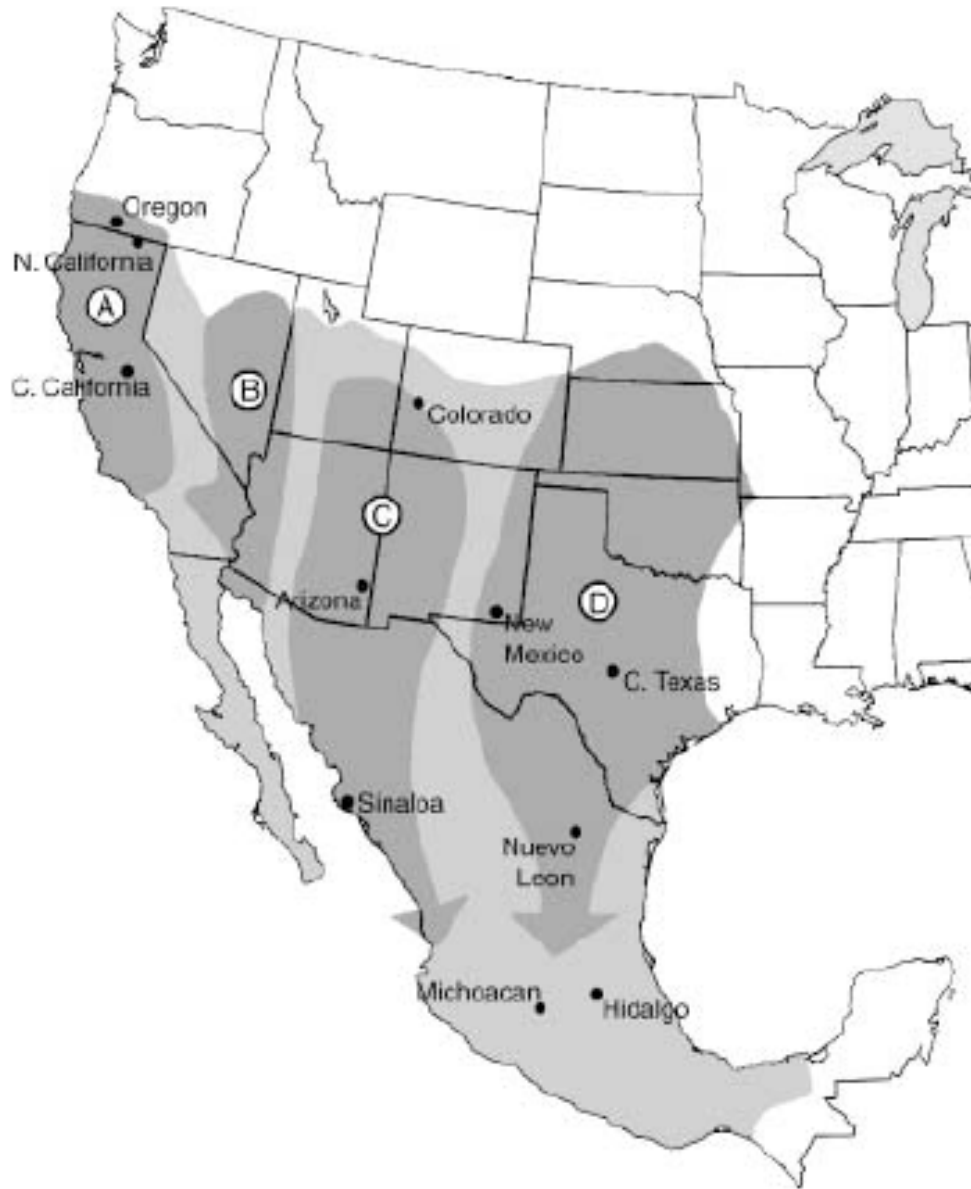 Oregon
N. California
A
C. California
B
Colorado
C
Arizona
D
New
Mexico
C. Texas
Sinaloa
Nuevo
Leon
Michoacan
Hidalgo